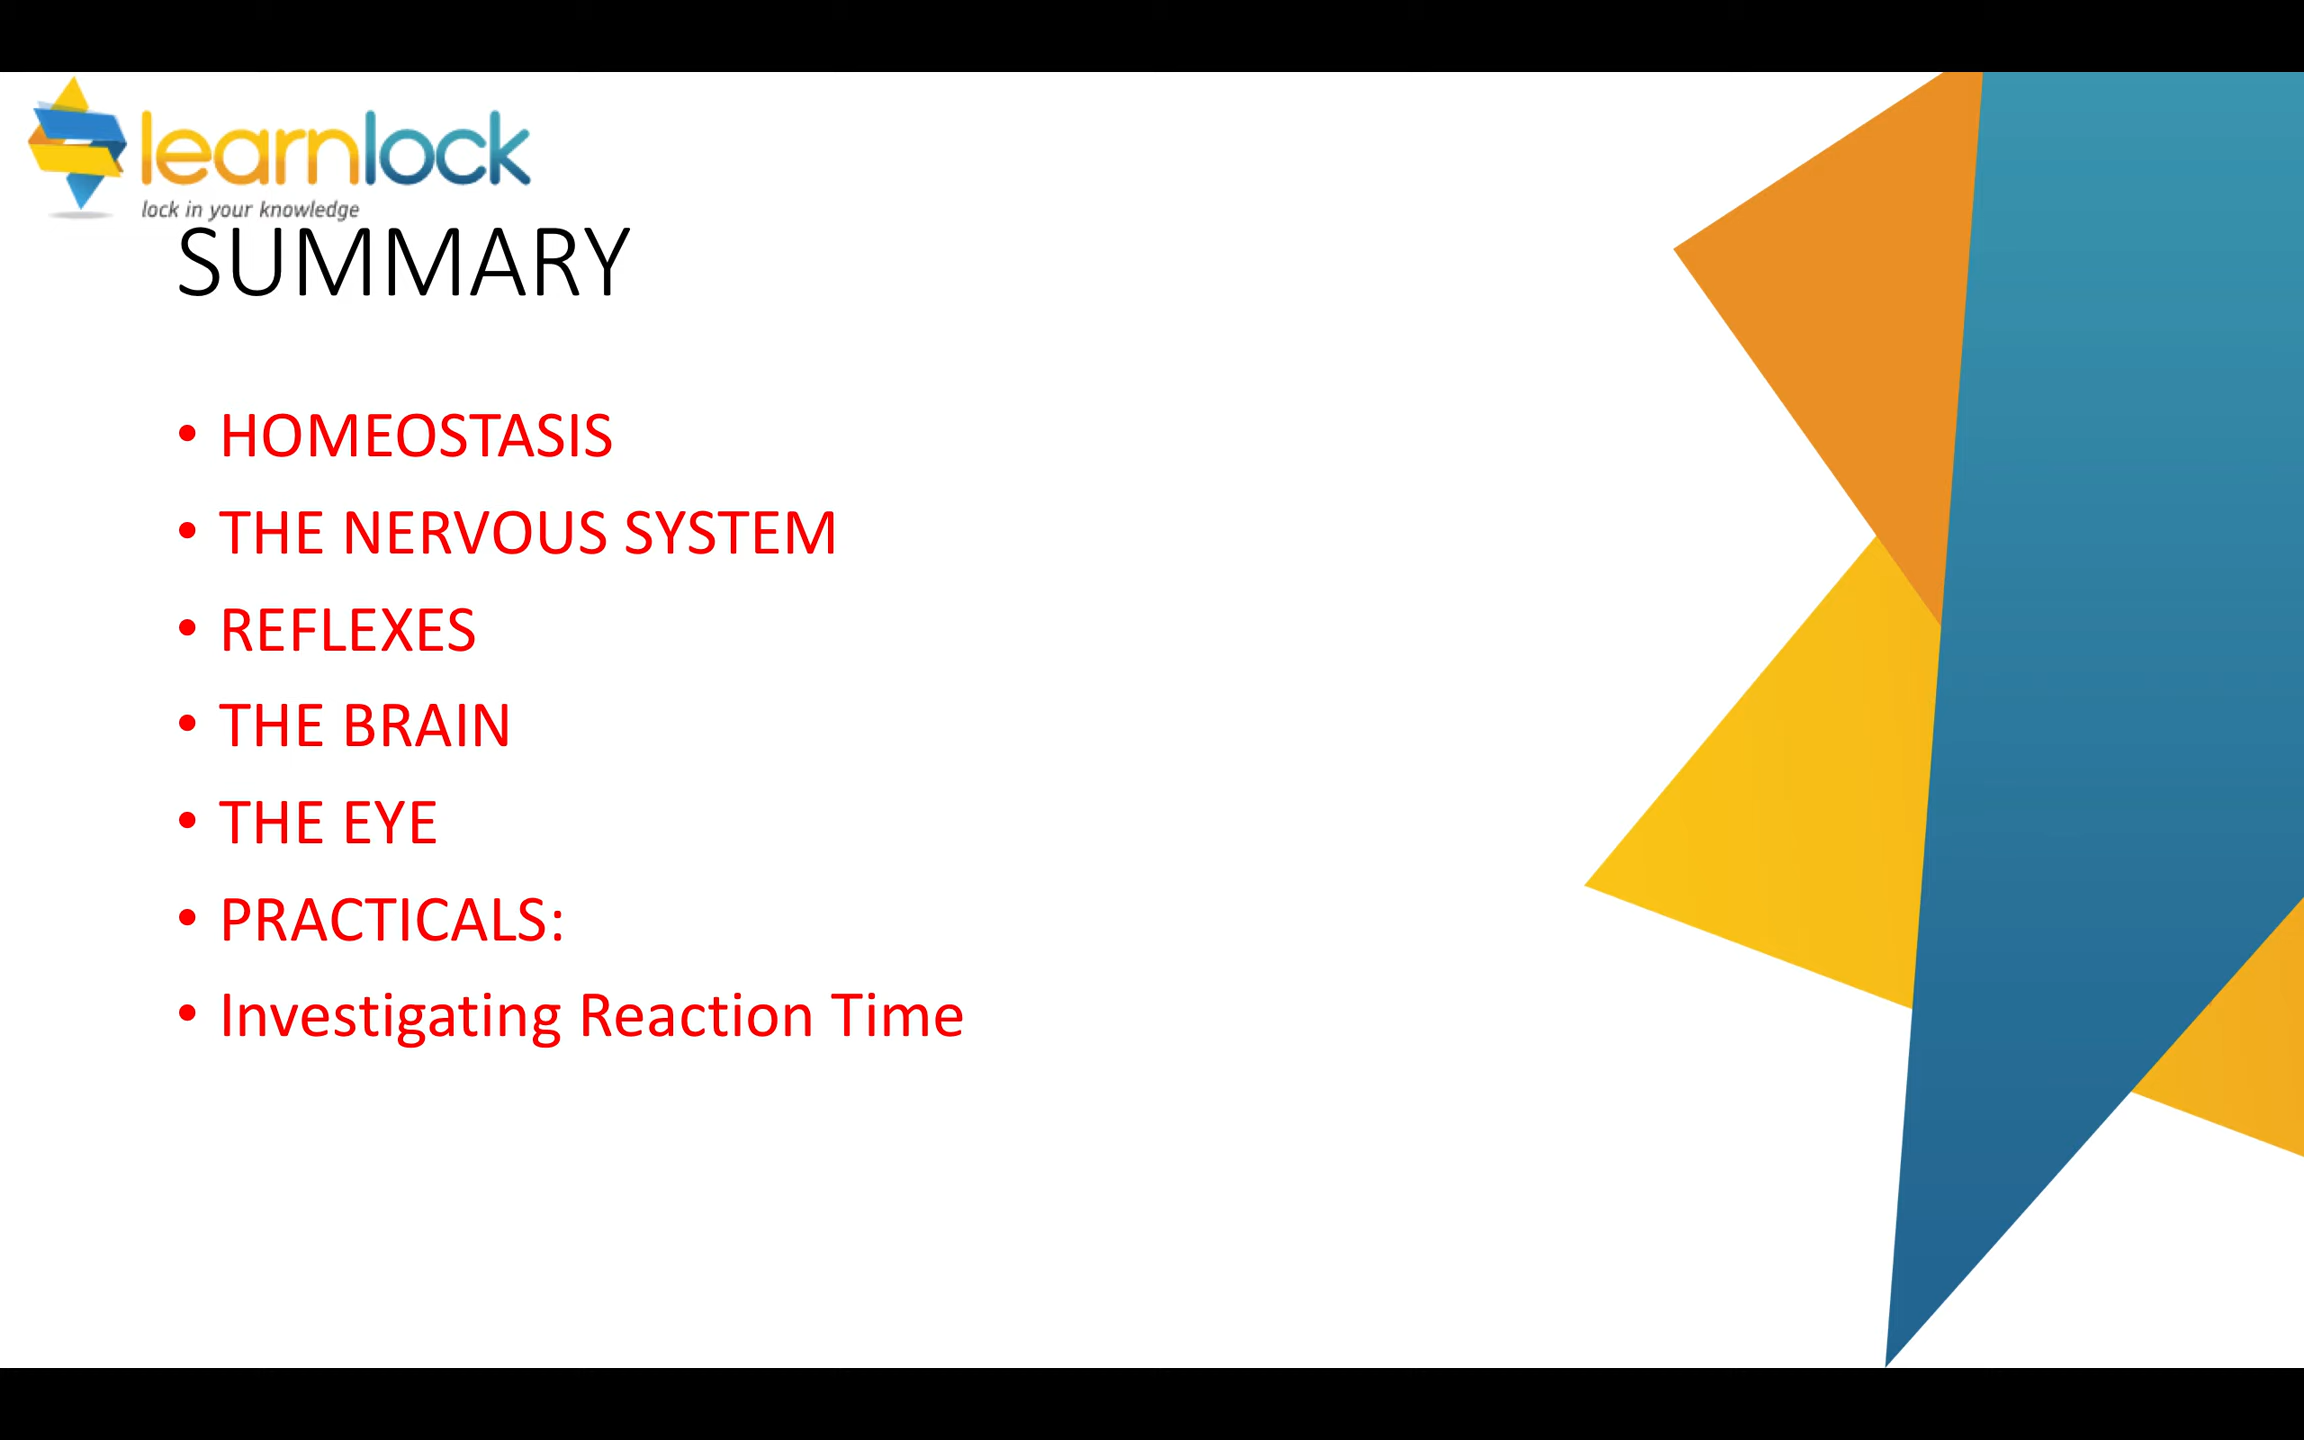 learnlock
lock in your knowledge
SUMMARY
• HOMEOSTASIS
• THE NERVOUS SYSTEM
• REFLEXES
• THE BRAIN
• THE EYE
• PRACTICALS:
• Investigating Reaction Time